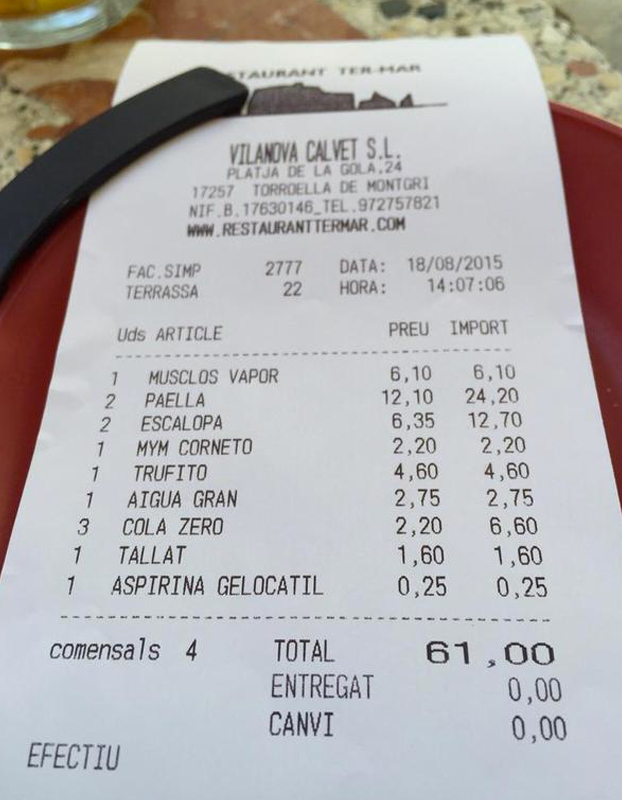 STAURANT TER-MAR
VILANOVA CALVET S.L.
PLATJA DE LA GOLA,24
17257 TORROELLA DE MONTGRI
NIF.B.17630146_TEL.972757821
WWW.RESTAURANTTERMAR.COM
FAC.SIMP 2777 DATA: 18/08/2015
TERRASSA 22 HORA: 14:07:06
Uds ARTICLE PREU IMPORT
1 MUSCLOS VAPOR 6,10 6,10
2 PAELLA 12,10 24,20
2 ESCALOPA 6,35 12,70
1 MYM CORNETO 2,20 2,20
1 TRUFITO 4,60 4,60
1 AIGUA GRAN 2,75 2,75
3 COLA ZERO 2,20 6,60
1 TALLAT 1,60 1,60
1 ASPIRINA GELOCATIL 0,25 0,25
comensals 4 TOTAL 61,00
ENTREGAT 0,00
CANVI 0,00
EFECTIU